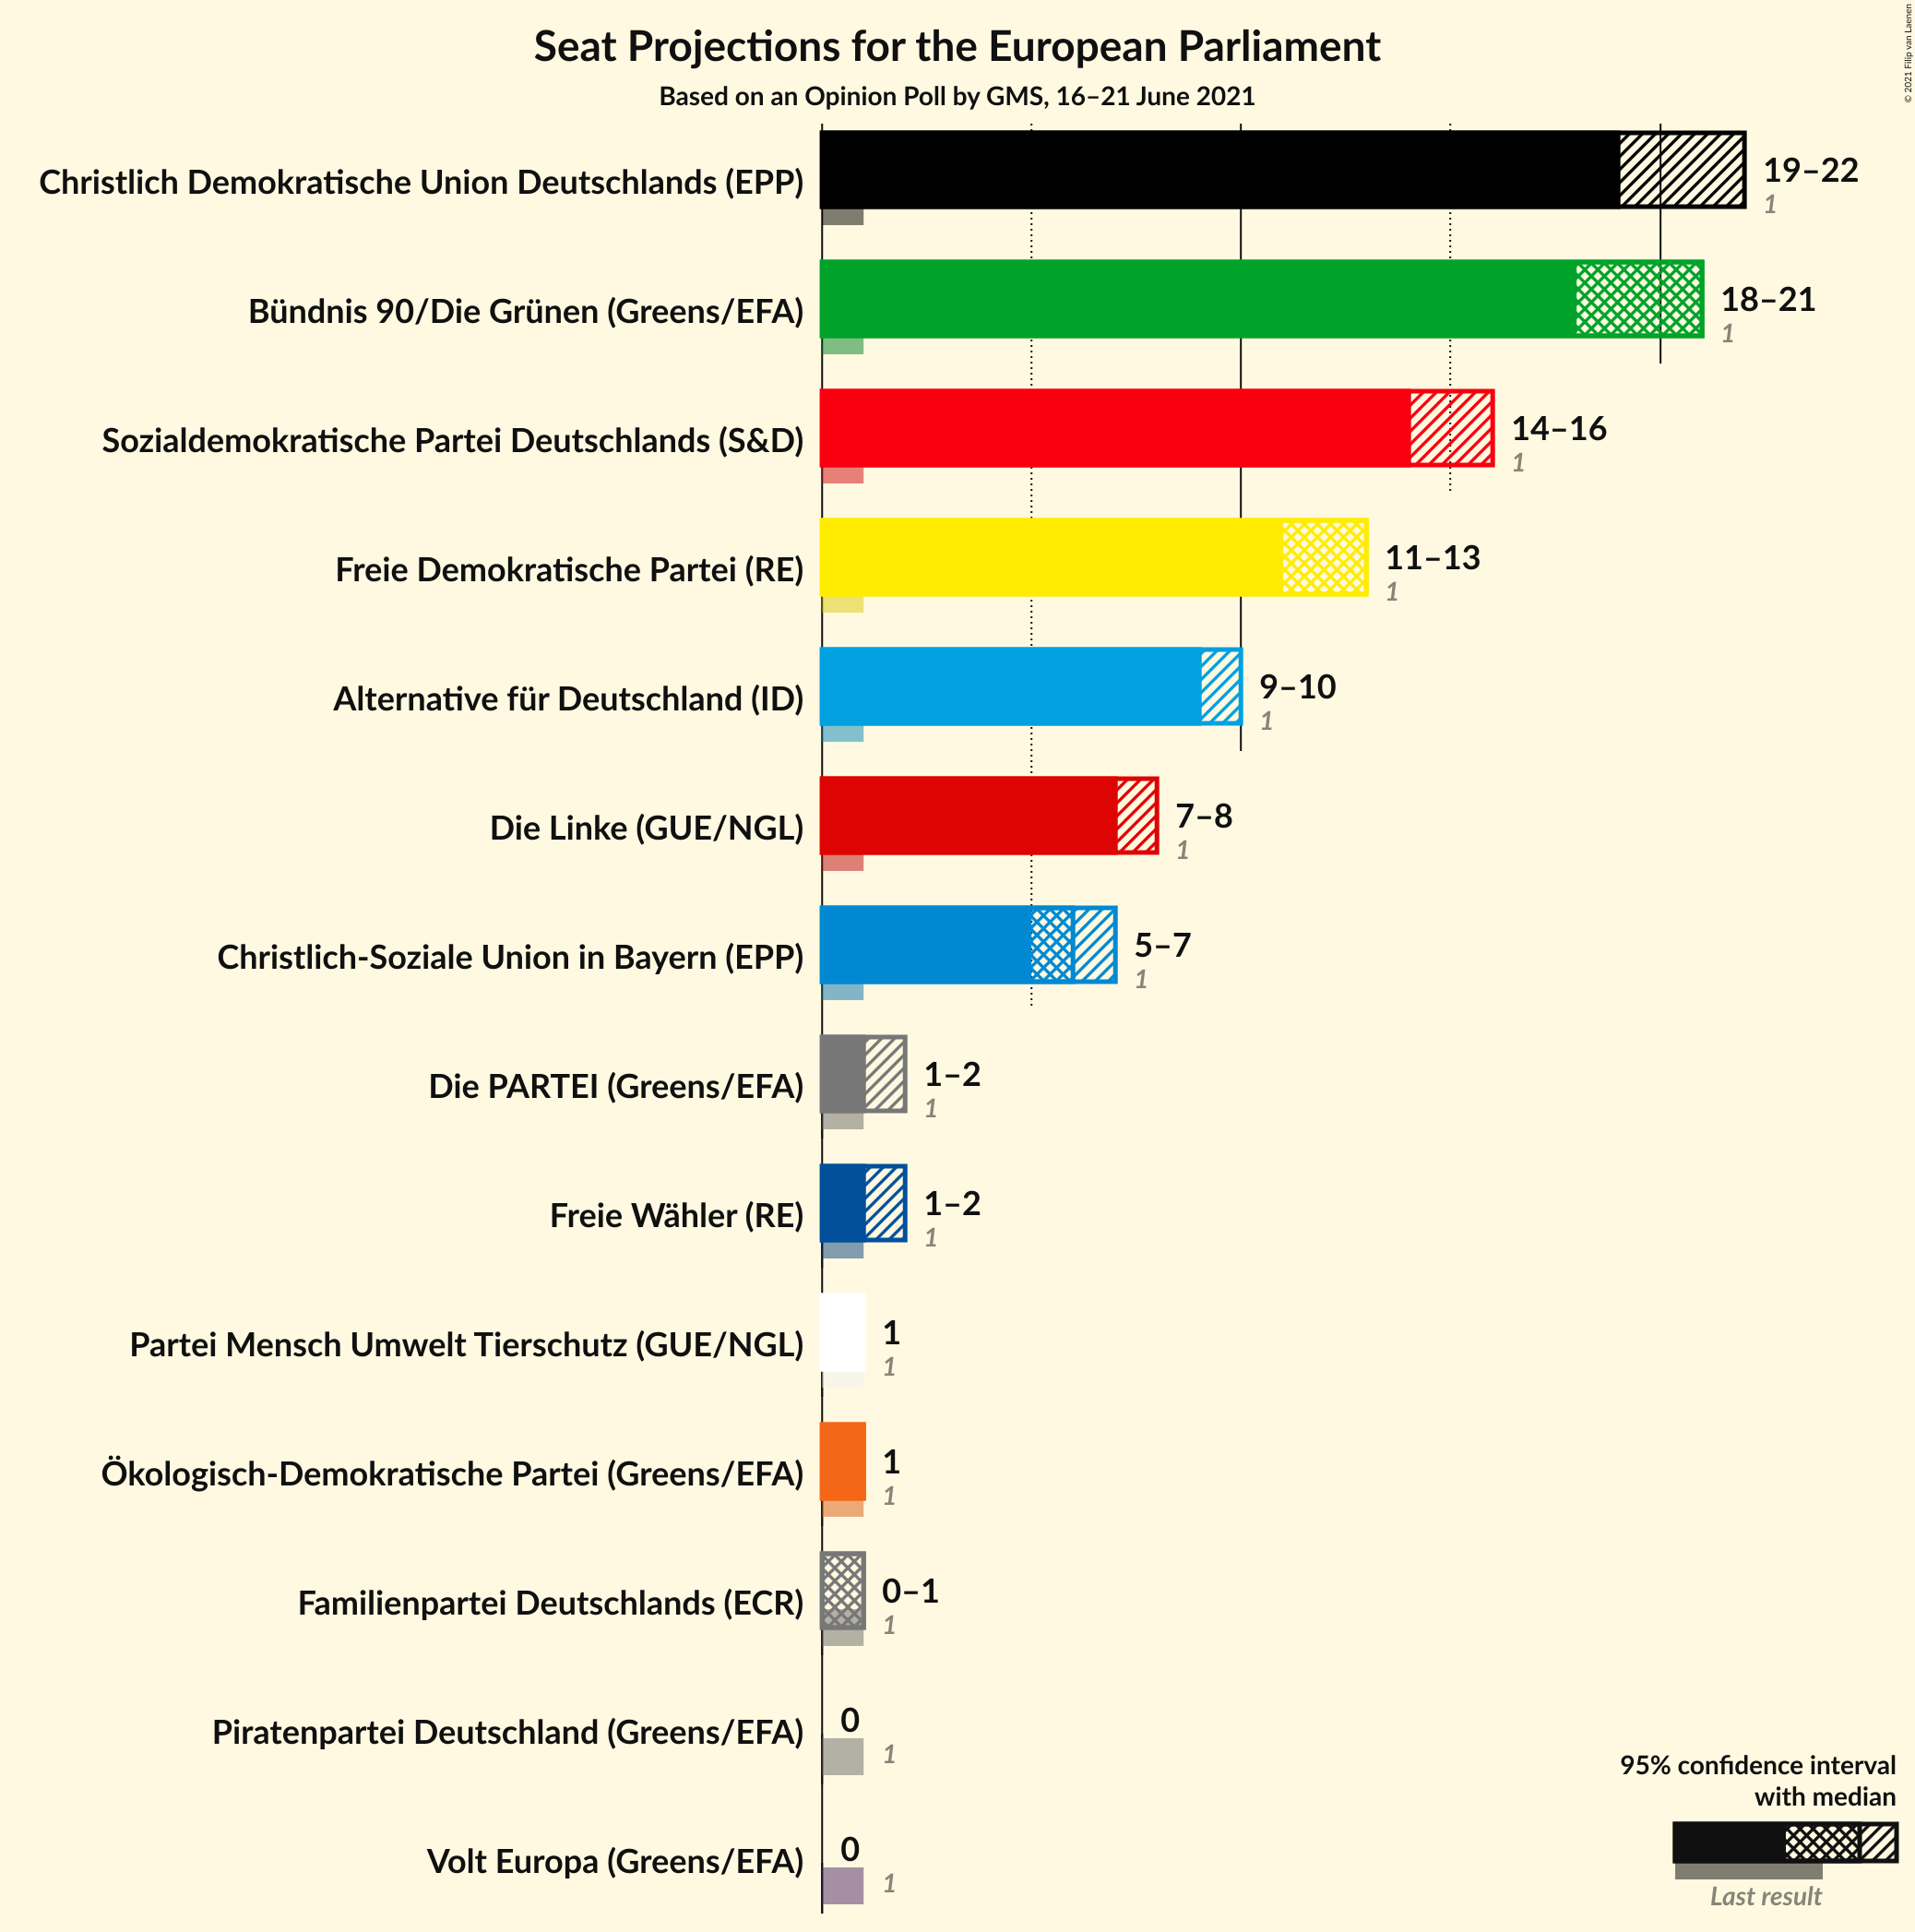 Seat Projections for the European Parliament
Based on an Opinion Poll by GMS, 16–21 June 2021
© 2021 Filip van Laenen
Christlich Demokratische Union Deutschlands (EPP)
19–22
1
Bündnis 90/Die Grünen (Greens/EFA)
18–21
1
Sozialdemokratische Partei Deutschlands (S&D)
14–16
1
Freie Demokratische Partei (RE)
11–13
1
Alternative für Deutschland (ID)
9–10
1
Die Linke (GUE/NGL)
7–8
1
Christlich-Soziale Union in Bayern (EPP)
5–7
1
Die PARTEI (Greens/EFA)
1–2
1
Freie Wähler (RE)
1–2
1
Partei Mensch Umwelt Tierschutz (GUE/NGL)
1
1
Ökologisch-Demokratische Partei (Greens/EFA)
1
1
Familienpartei Deutschlands (ECR)
0–1
1
Piratenpartei Deutschland (Greens/EFA)
0
1
Volt Europa (Greens/EFA)
0
1
95% confidence interval
with median
Last result